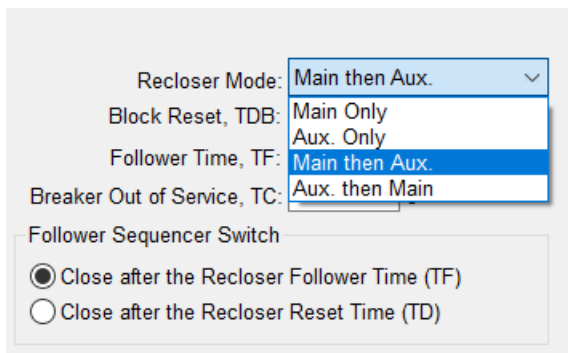 Recloser Mode: Main then Aux.
Block Reset, TDB: Main Only
Aux. Only
Follower Time, TF: Main then Aux.
Breaker Out of Service, TC: Aux. then Main
Follower Sequencer Switch
Close after the Recloser Follower Time (TF)
Close after the Recloser Reset Time (TD)